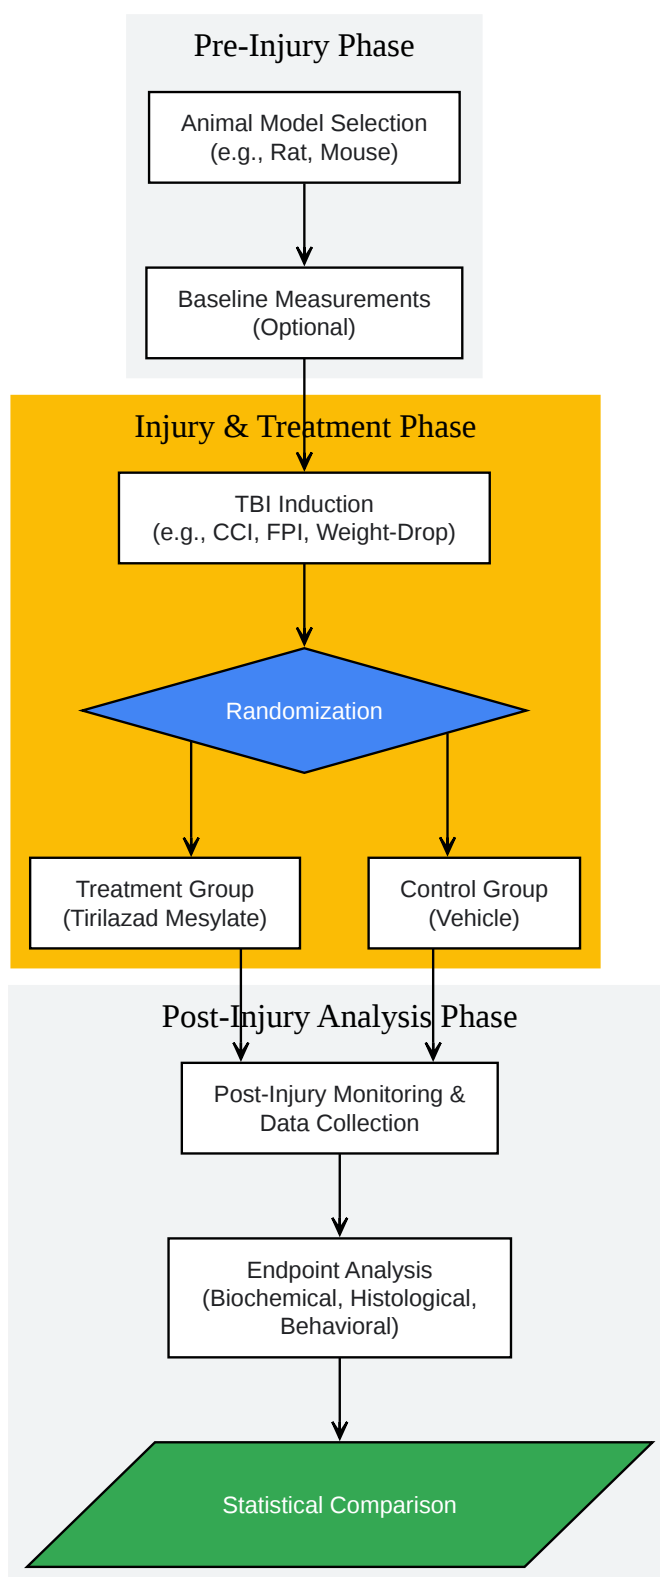 Pre-Injury Phase
Animal Model Selection
(e.g., Rat, Mouse)
Baseline Measurements
(Optional)
Injury & Treatment Phase
TBI Induction
(e.g., CCI, FPI, Weight-Drop)
Randomization
Treatment Group
(Tirilazad Mesylate)
Control Group
(Vehicle)
Post-Injury Analysis Phase
Post-Injury Monitoring &
Data Collection
Endpoint Analysis
(Biochemical, Histological,
Behavioral)
Statistical Comparison